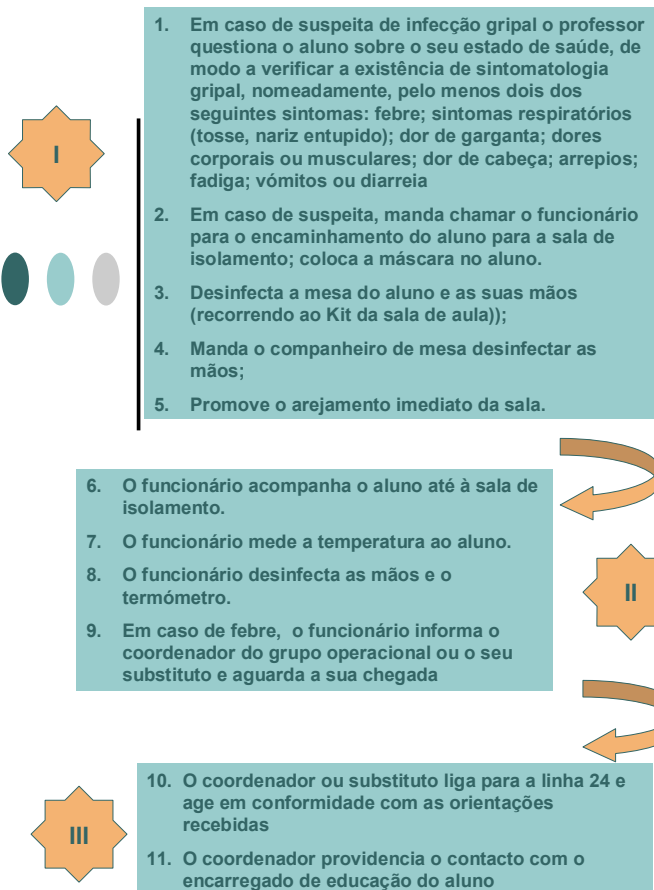 1. Em caso de suspeita de infecção gripal o professor
questiona o aluno sobre o seu estado de saúde, de
modo a verificar a existência de sintomatologia
gripal, nomeadamente, pelo menos dois dos
seguintes sintomas: febre; sintomas respiratórios
(tosse, nariz entupido); dor de garganta; dores
corporais ou musculares; dor de cabeça; arrepios;
fadiga; vómitos ou diarreia
I
2. Em caso de suspeita, manda chamar o funcionário
para o encaminhamento do aluno para a sala de
isolamento; coloca a máscara no aluno.
3. Desinfecta a mesa do aluno e as suas mãos
(recorrendo ao Kit da sala de aula));
4. Manda o companheiro de mesa desinfectar as
mãos;
5. Promove o arejamento imediato da sala.
6. O funcionário acompanha o aluno até à sala de
isolamento.
7. O funcionário mede a temperatura ao aluno.
8. O funcionário desinfecta as mãos e o
termómetro.
II
9. Em caso de febre, o funcionário informa o
coordenador do grupo operacional ou o seu
substituto e aguarda a sua chegada
10. O coordenador ou substituto liga para a linha 24 e
age em conformidade com as orientações
recebidas
III
11. O coordenador providencia o contacto com o
encarregado de educação do aluno